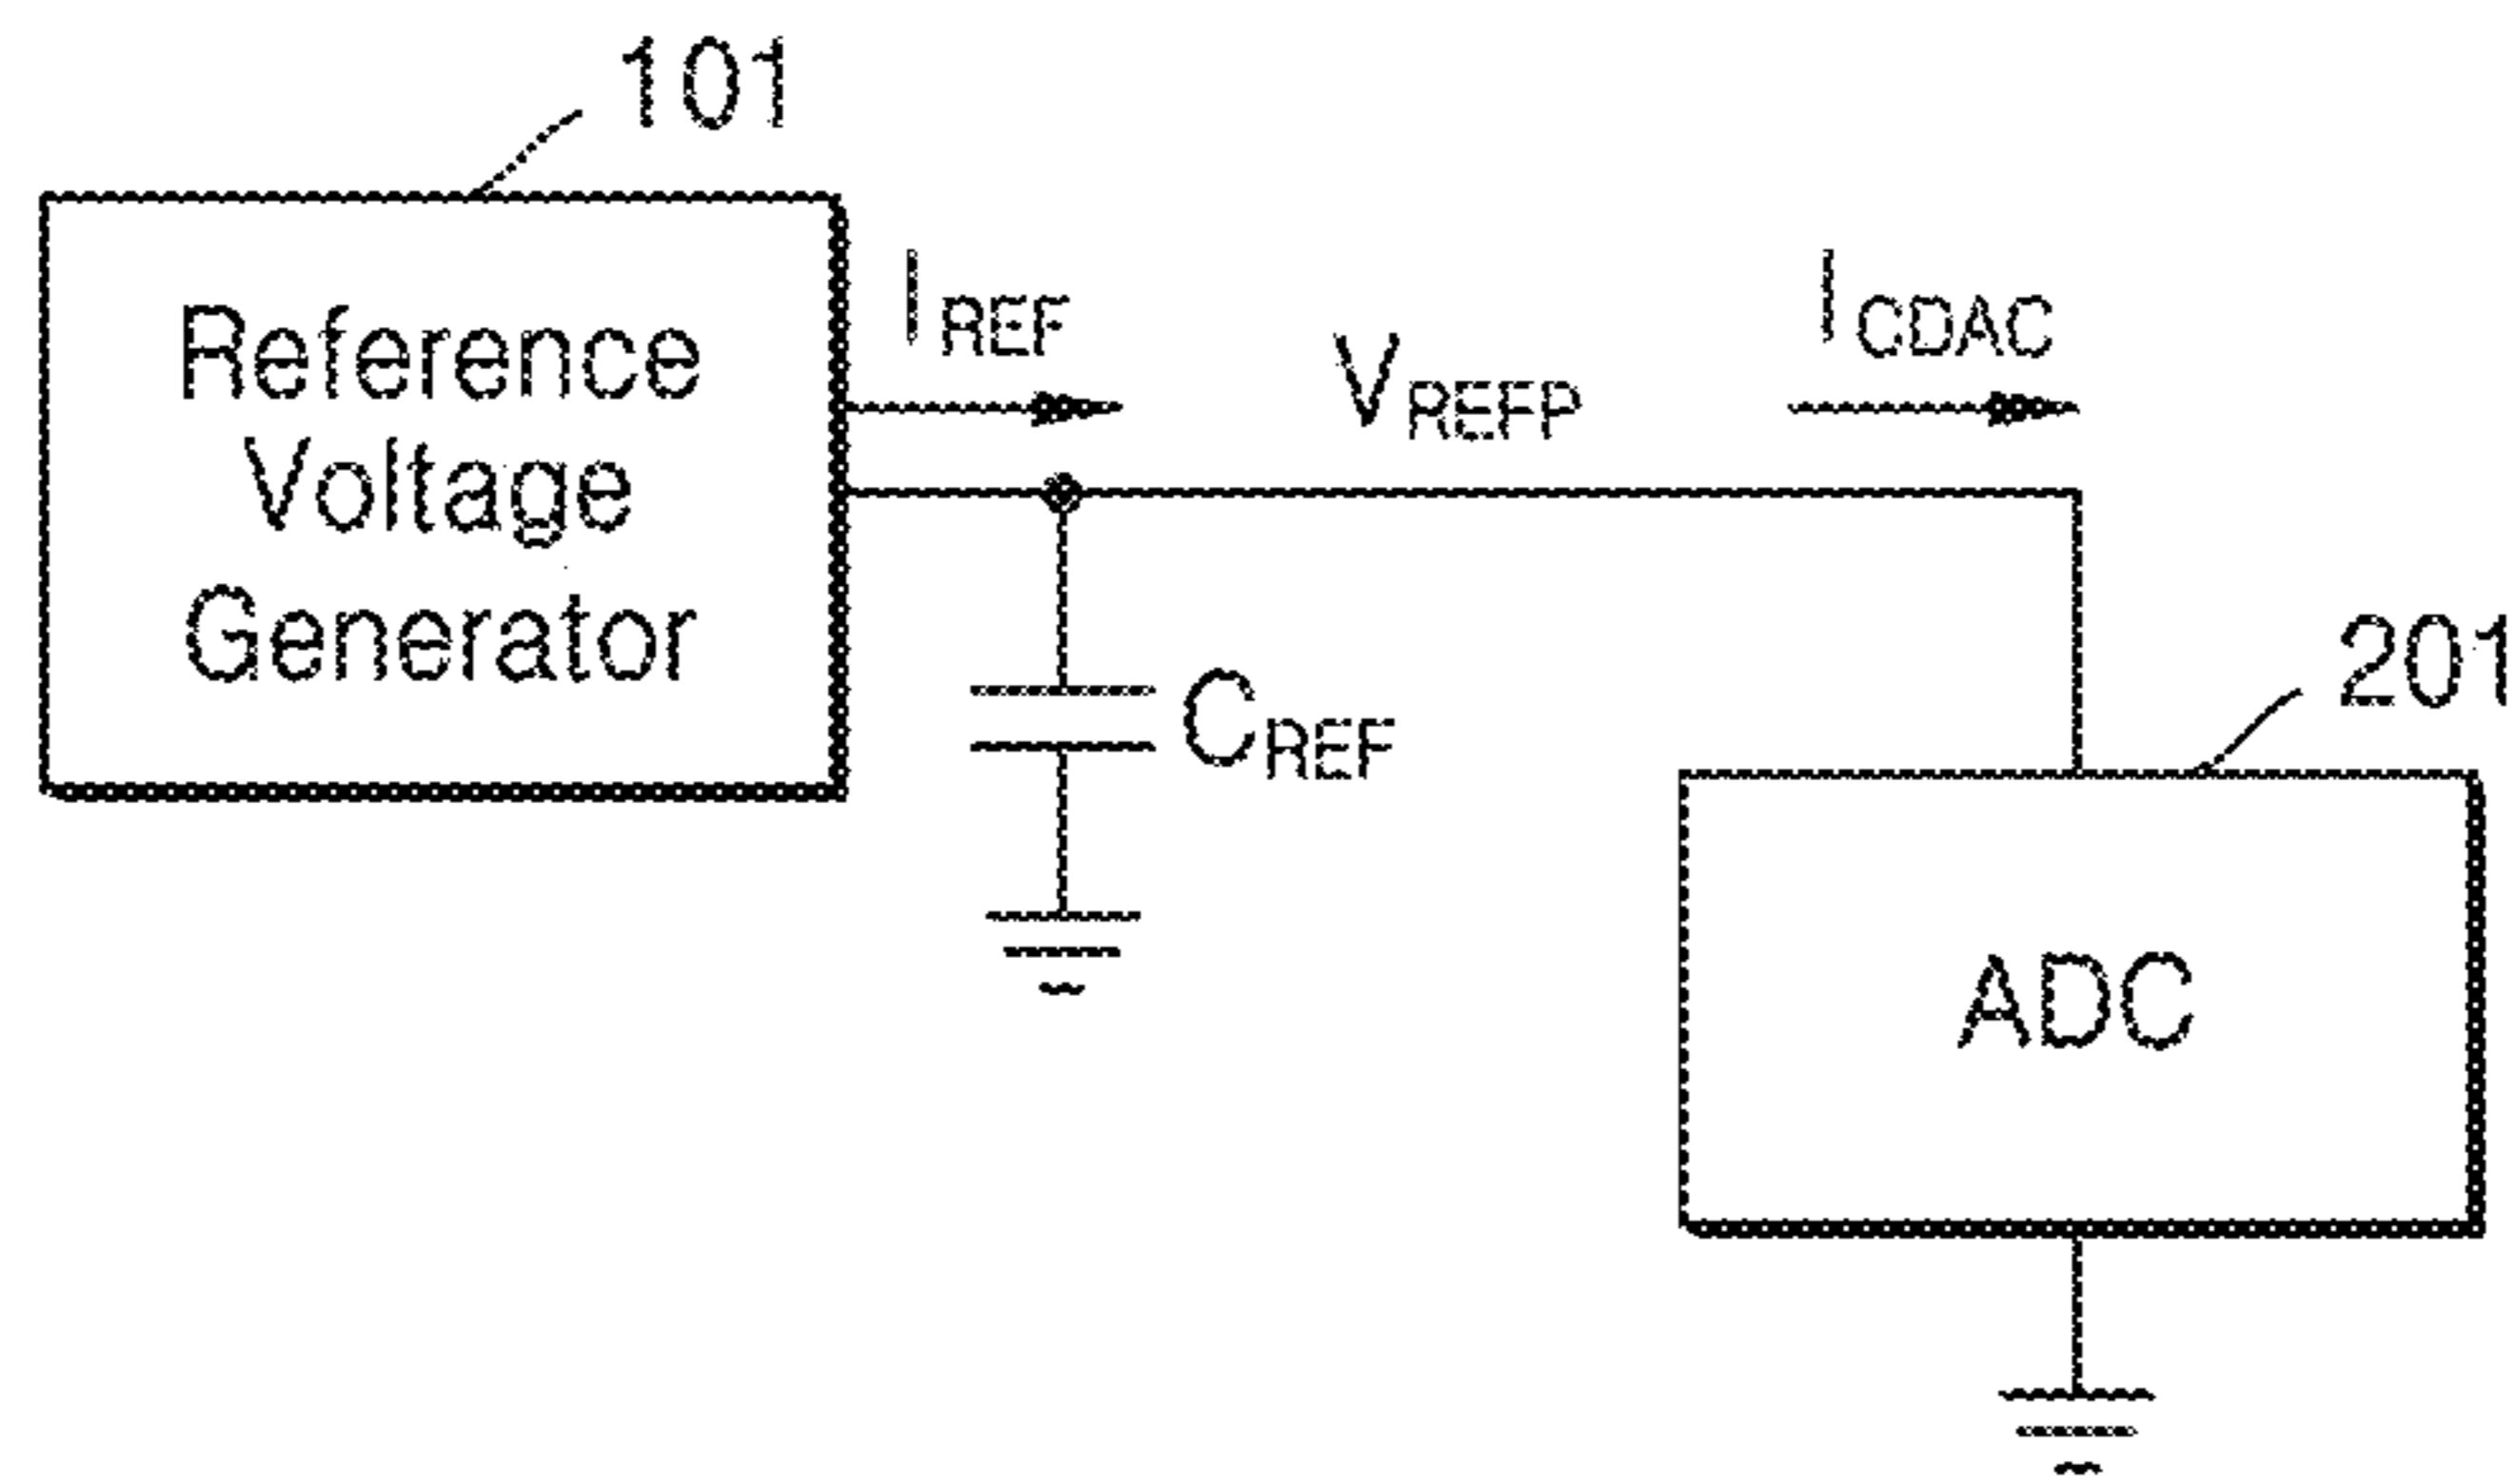 101
Reference
Voltage
Generator
IREF
VREFP
ICDAC
CREF
201
ADC